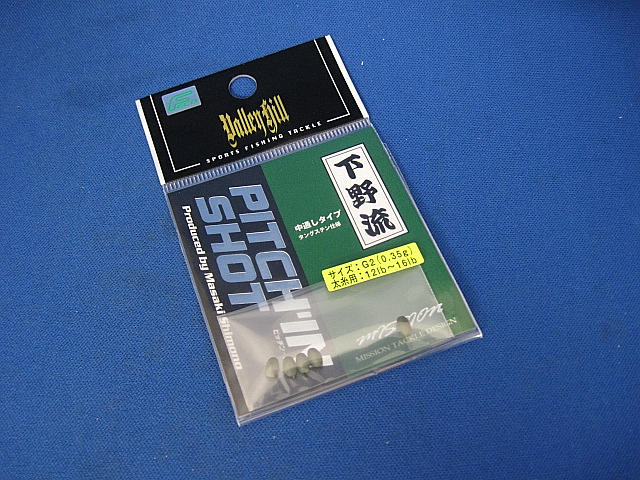 Valley Hill
SPORTS FISHING TACKLE
下野流
中通しタイプ
タングステン仕様
PITCH'IN
SHOT
Produced by Masaki Shimono
サイズ：G2(0.35g)
太糸用：12lb～16lb
MISSION TACKLE DESIGN